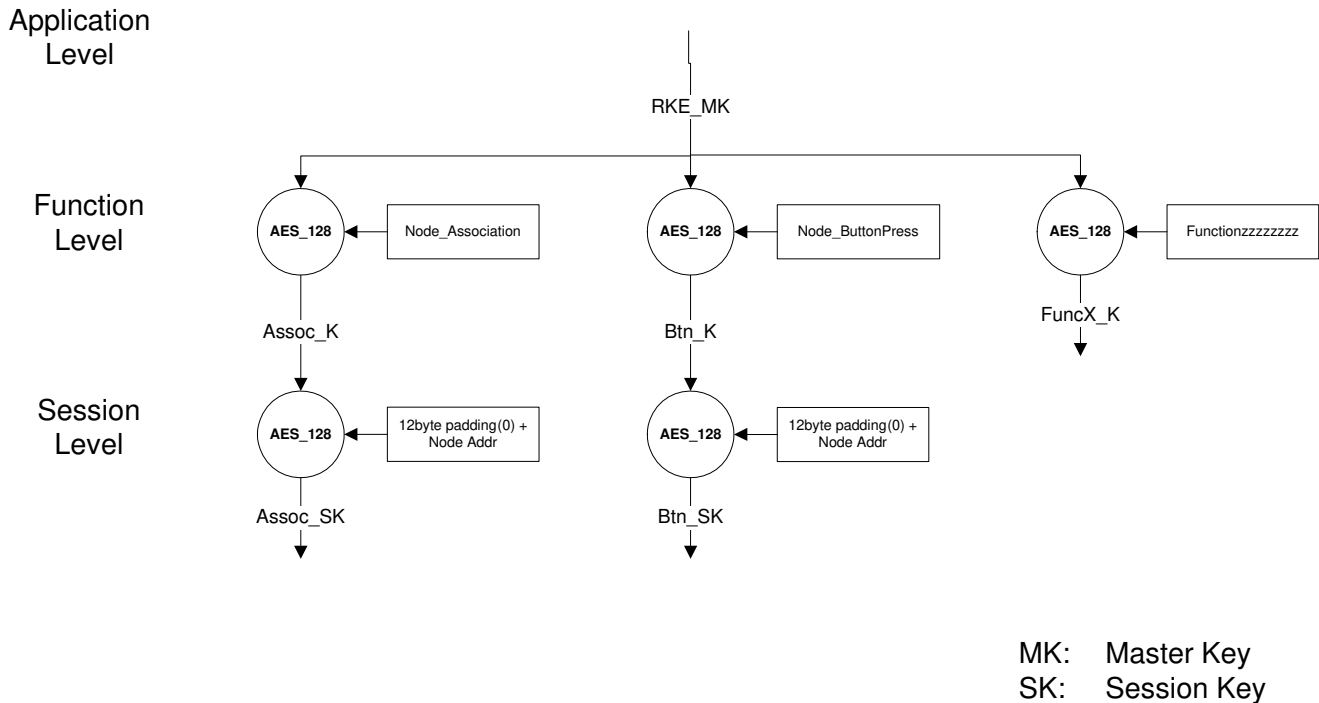 Application
Level
RKE_MK
Function
Level
AES_128
Node_Association
AES_128
Node_ButtonPress
AES_128
Functionzzzzzzzz
Assoc_K
Btn_K
FuncX_K
Session
Level
AES_128
12byte padding(0) +
Node Addr
AES_128
12byte padding(0) +
Node Addr
Assoc_SK
Btn_SK
MK: Master Key
SK: Session Key